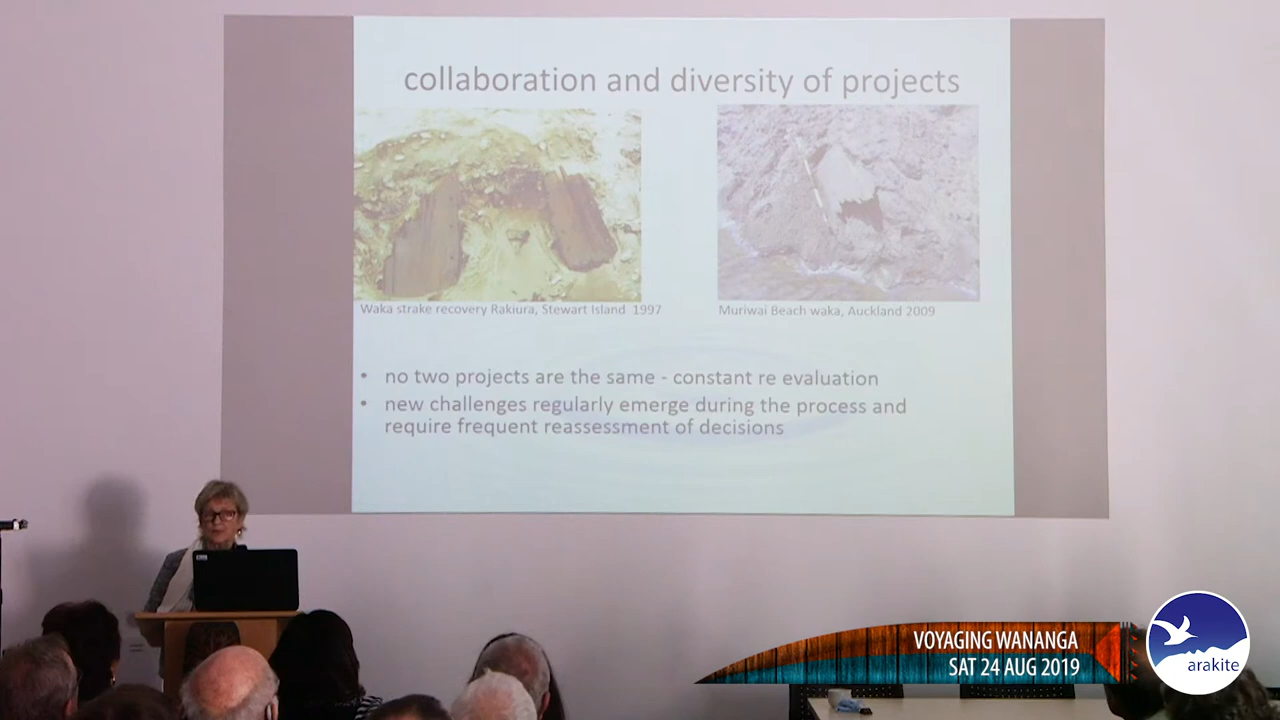 collaboration and diversity of projects
Waka strake recovery Rakiura, Stewart Island 1997
Muriwai Beach waka, Auckland 2009
• no two projects are the same - constant re evaluation
• new challenges regularly emerge during the process and
require frequent reassessment of decisions
VOYAGING WANANGA
SAT 24 AUG 2019
arakite